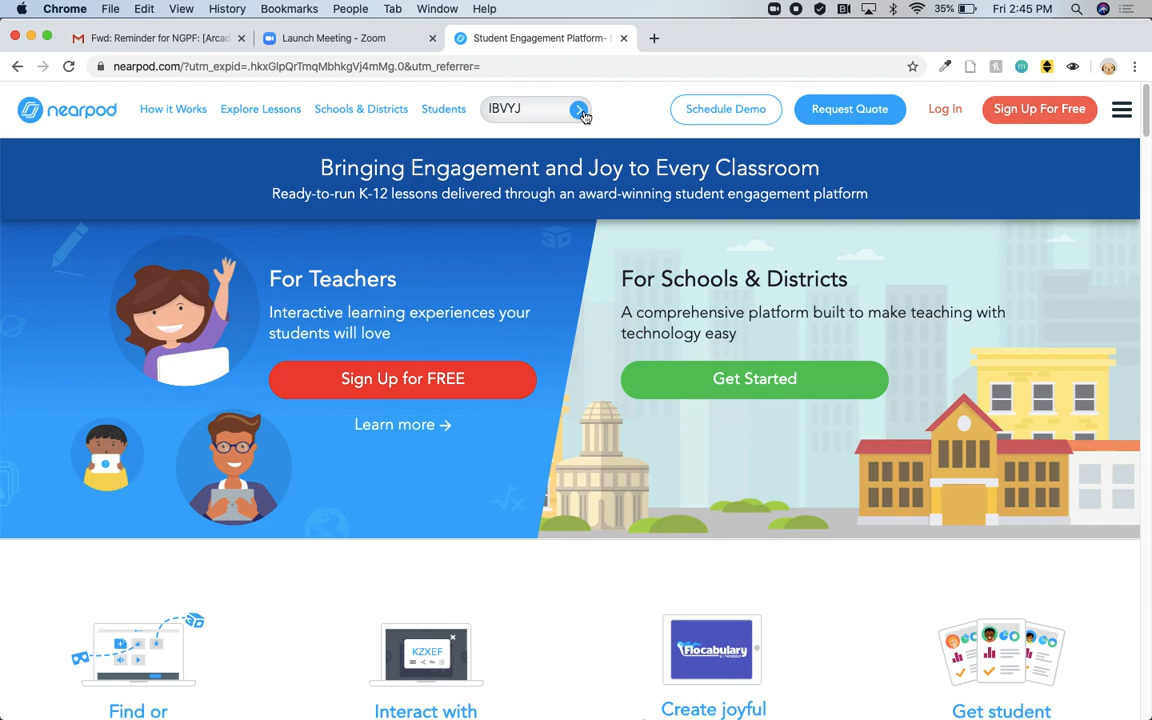 Chrome File Edit View History Bookmarks People Tab Window Help 35% Fri 2:45 PM
Fwd: Reminder for NGPF: [Arcad Launch Meeting - Zoom Student Engagement Platform-
nearpod.com/?utm_expid=.hkxGlpQrTmqMbhkgVj4mMg.0&utm_referrer=
nearpod How it Works Explore Lessons Schools & Districts Students IBVYJ Schedule Demo Request Quote Log In Sign Up For Free
Bringing Engagement and Joy to Every Classroom
Ready-to-run K-12 lessons delivered through an award-winning student engagement platform
For Teachers
Interactive learning experiences your
students will love
Sign Up for FREE
Learn more →
For Schools & Districts
A comprehensive platform built to make teaching with
technology easy
Get Started
3D
√x
3D
KZXEF
Flocabulary
Find or
Interact with
Create joyful
Get student